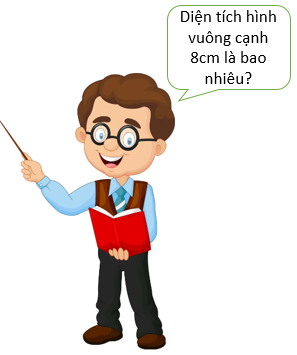 Diện tích hình
vuông cạnh
8cm là bao
nhiêu?